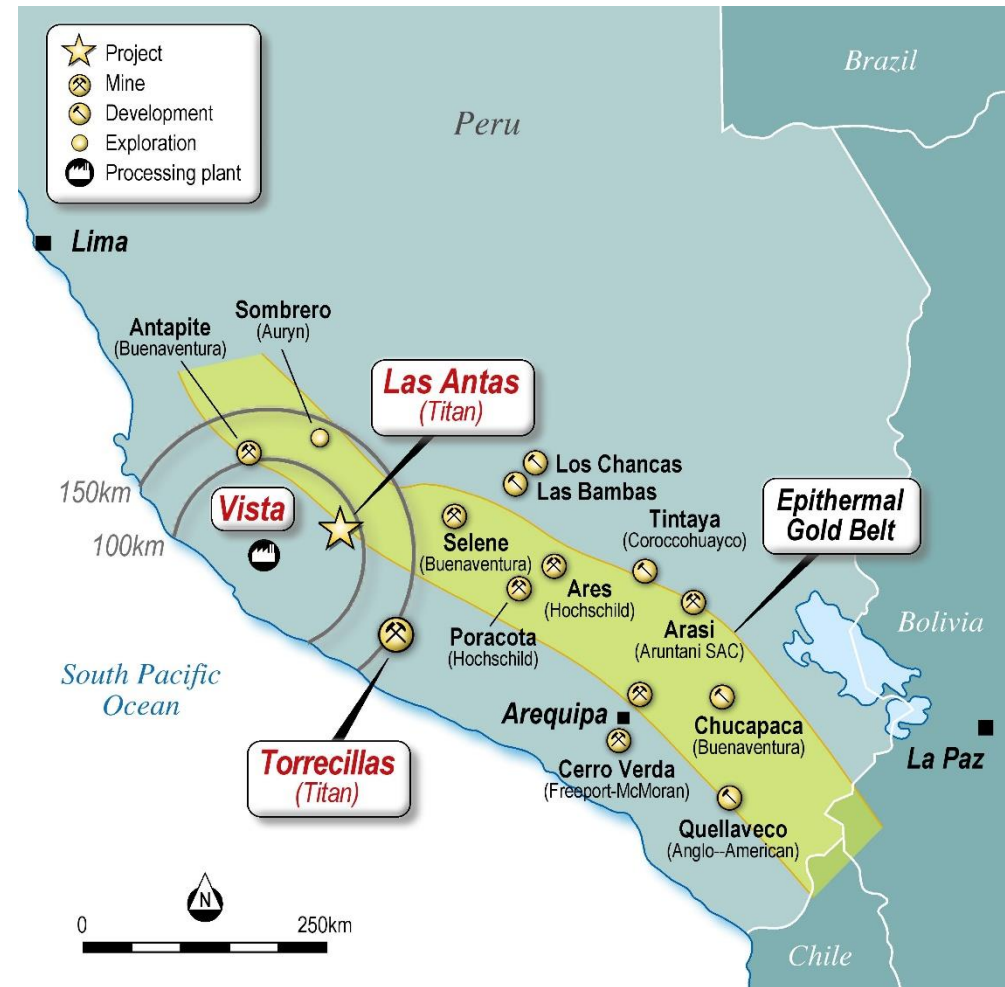 Project
Mine
Development
Exploration
Processing plant
Brazil
Peru
Lima
Sombrero
(Auryn)
Antapite
(Buenaventura)
Las Antas
(Titan)
Los Chancas
Las Bambas
150km
Vista
100km
Epithermal
Gold Belt
Tintaya
(Coroccohuayco)
Selene
(Buenaventura)
Ares
(Hochschild)
Arasi
(Aruntani SAC)
Poracota
(Hochschild)
Bolivia
South Pacific
Ocean
Arequipa
Chucapaca
(Buenaventura)
La Paz
Torrecillas
(Titan)
Cerro Verda
(Freeport-McMoran)
Quellaveco
(Anglo--American)
N
0
250km
Chile